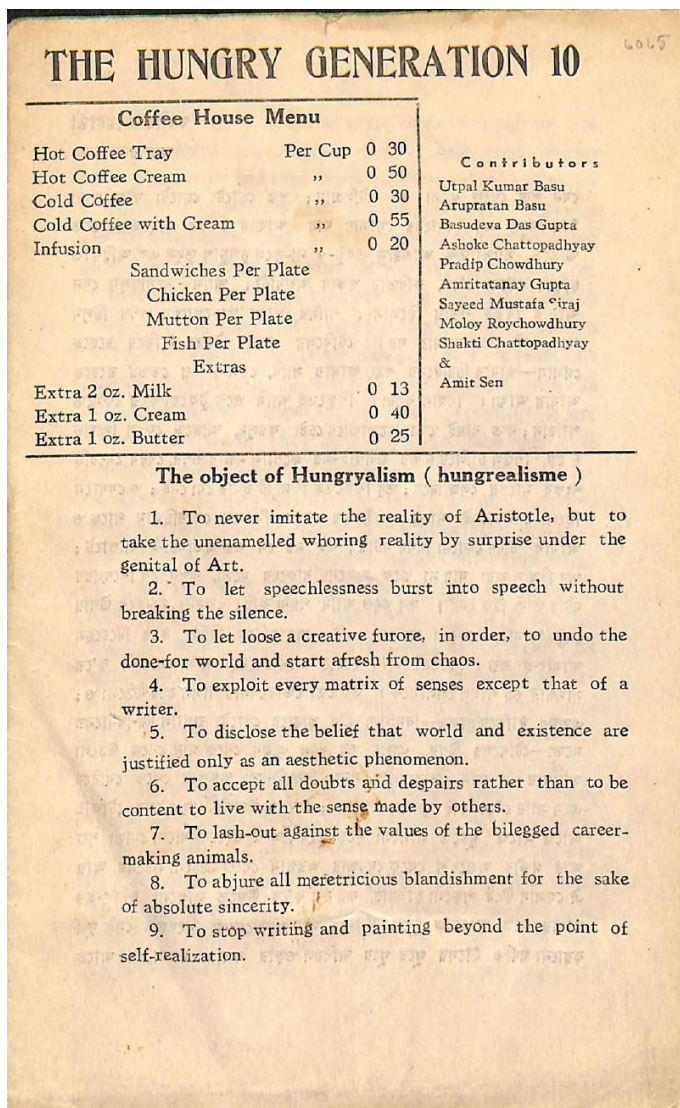 6065
THE HUNGRY GENERATION 10
Coffee House Menu
Hot Coffee Tray Per Cup 0 30
Hot Coffee Cream ,, 0 50
Cold Coffee ,, 0 30
Cold Coffee with Cream ,, 0 55
Infusion ,, 0 20
Sandwiches Per Plate
Chicken Per Plate
Mutton Per Plate
Fish Per Plate
Extras
Extra 2 oz. Milk 0 13
Extra 1 oz. Cream 0 40
Extra 1 oz. Butter 0 25
Contributors
Utpal Kumar Basu
Arupratan Basu
Basudeva Das Gupta
Ashoke Chattopadhyay
Pradip Chowdhury
Amritatanay Gupta
Sayeed Mustafa Siraj
Moloy Roychowdhury
Shakti Chattopadhyay
&
Amit Sen
The object of Hungryalism ( hungrealisme )
1. To never imitate the reality of Aristotle, but to
take the unenamelled whoring reality by surprise under the
genital of Art.
2. To let speechlessness burst into speech without
breaking the silence.
3. To let loose a creative furore, in order, to undo the
done-for world and start afresh from chaos.
4. To exploit every matrix of senses except that of a
writer.
5. To disclose the belief that world and existence are
justified only as an aesthetic phenomenon.
6. To accept all doubts and despairs rather than to be
content to live with the sense made by others.
7. To lash-out against the values of the bilegged career-
making animals.
8. To abjure all meretricious blandishment for the sake
of absolute sincerity.
9. To stop writing and painting beyond the point of
self-realization.